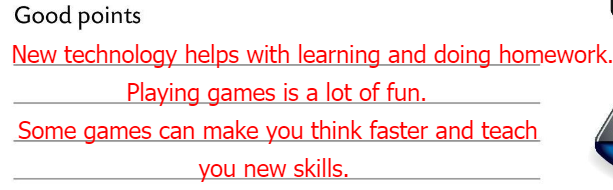 Good points
New technology helps with learning and doing homework.
Playing games is a lot of fun.
Some games can make you think faster and teach
you new skills.